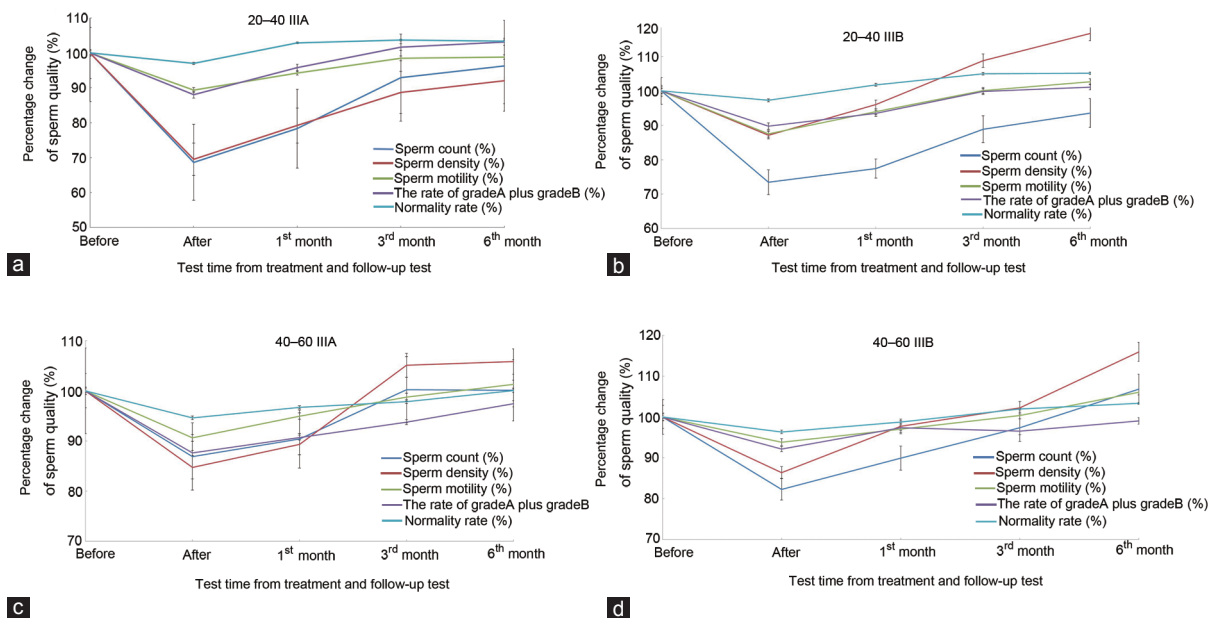 20–40 IIIA
Percentage change
of sperm quality (%)
110
100
90
80
70
60
50
Sperm count (%)
Sperm density (%)
Sperm motility (%)
The rate of gradeA plus gradeB (%)
Normality rate (%)
Before
After
1st month
3rd month
6th month
Test time from treatment and follow-up test
a
20–40 IIIB
Percentage change
of sperm quality (%)
120
110
100
90
80
70
60
Sperm count (%)
Sperm density (%)
Sperm motility (%)
The rate of gradeA plus gradeB (%)
Normality rate (%)
Before
After
1st month
3rd month
6th month
Test time from treatment and follow-up test
b
40–60 IIIA
Percentage change
of sperm quality (%)
110
100
90
80
70
Sperm count (%)
Sperm density (%)
Sperm motility (%)
The rate of gradeA plus gradeB
Normality rate (%)
Before
After
1st month
3rd month
6th month
Test time from treatment and follow-up test
c
40–60 IIIB
Percentage change
of sperm quality (%)
120
110
100
90
80
70
Sperm count (%)
Sperm density (%)
Sperm motility (%)
The rate of gradeA plus gradeB (%)
Normality rate (%)
Before
After
1st month
3rd month
6th month
Test time from treatment and follow-up test
d